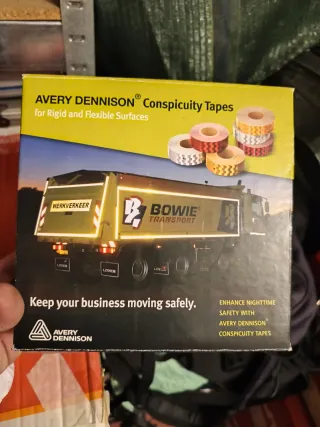 AVERY DENNISON® Conspicuity Tapes
for Rigid and Flexible Surfaces
WERKVERKEER
BOWIE
TRANSPORT
Keep your business moving safely.
ENHANCE NIGHTTIME
SAFETY WITH
AVERY DENNISON®
CONSPICUITY TAPES
AVERY
DENNISON